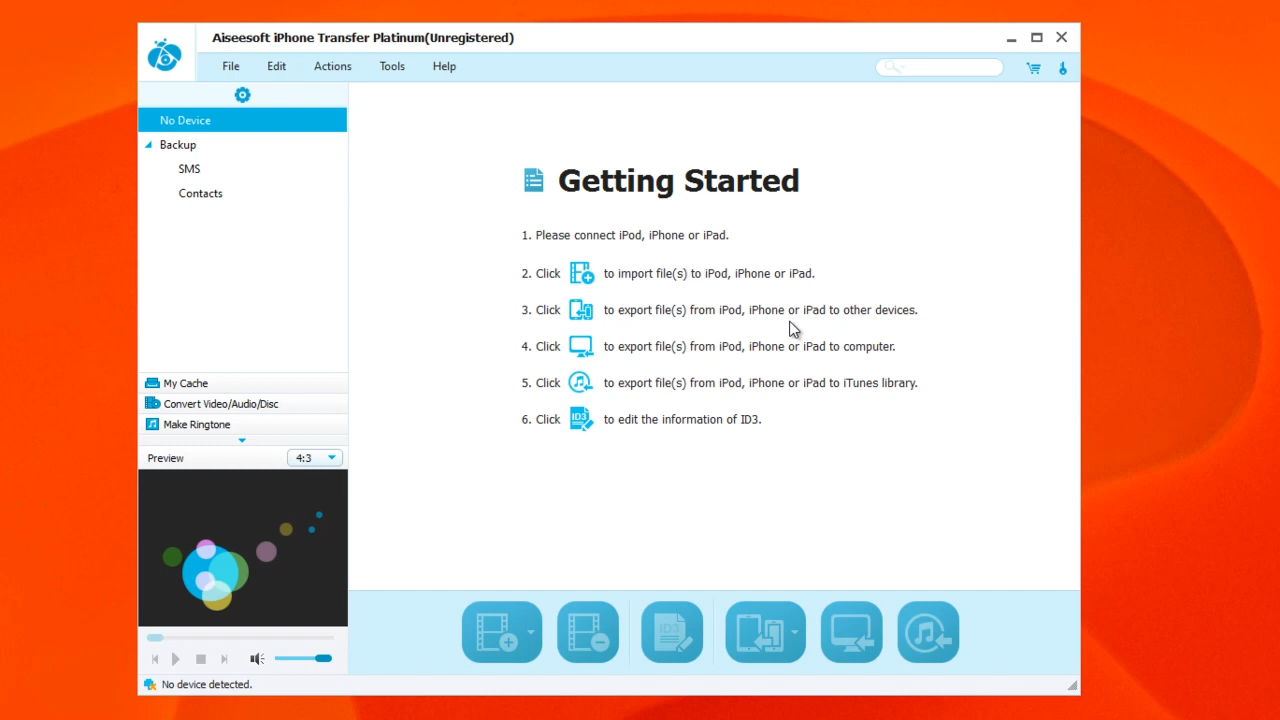 Aiseesoft iPhone Transfer Platinum(Unregistered)
File Edit Actions Tools Help
No Device
Backup
SMS
Contacts
Getting Started
1. Please connect iPod, iPhone or iPad.
2. Click to import file(s) to iPod, iPhone or iPad.
3. Click to export file(s) from iPod, iPhone or iPad to other devices.
4. Click to export file(s) from iPod, iPhone or iPad to computer.
5. Click to export file(s) from iPod, iPhone or iPad to iTunes library.
6. Click ID3 to edit the information of ID3.
My Cache
Convert Video/Audio/Disc
Make Ringtone
Preview 4:3
ID3
No device detected.